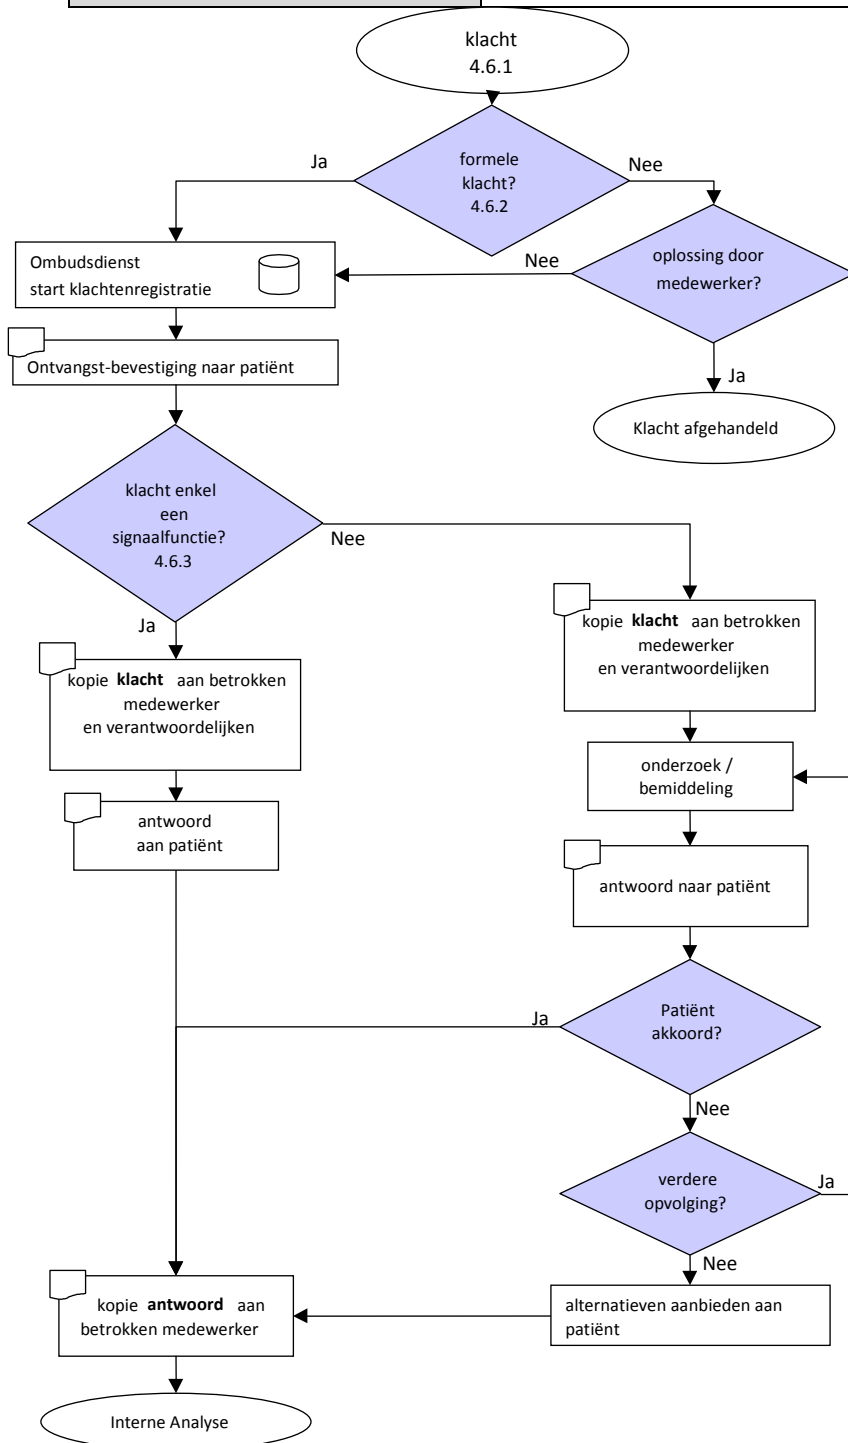 klacht
4.6.1
formele
klacht?
4.6.2
Ja
Nee
oplossing door
medewerker?
Nee
Ja
Klacht afgehandeld
Ombudsdienst
start klachtenregistratie
Ontvangst-bevestiging naar patiënt
klacht enkel
een
signaalfunctie?
4.6.3
Nee
Ja
kopie klacht aan betrokken
medewerker
en verantwoordelijken
antwoord
aan patiënt
kopie klacht aan betrokken
medewerker
en verantwoordelijken
onderzoek /
bemiddeling
antwoord naar patiënt
Patiënt
akkoord?
Ja
Nee
verdere
opvolging?
Ja
Nee
alternatieven aanbieden aan
patiënt
kopie antwoord aan
betrokken medewerker
Interne Analyse